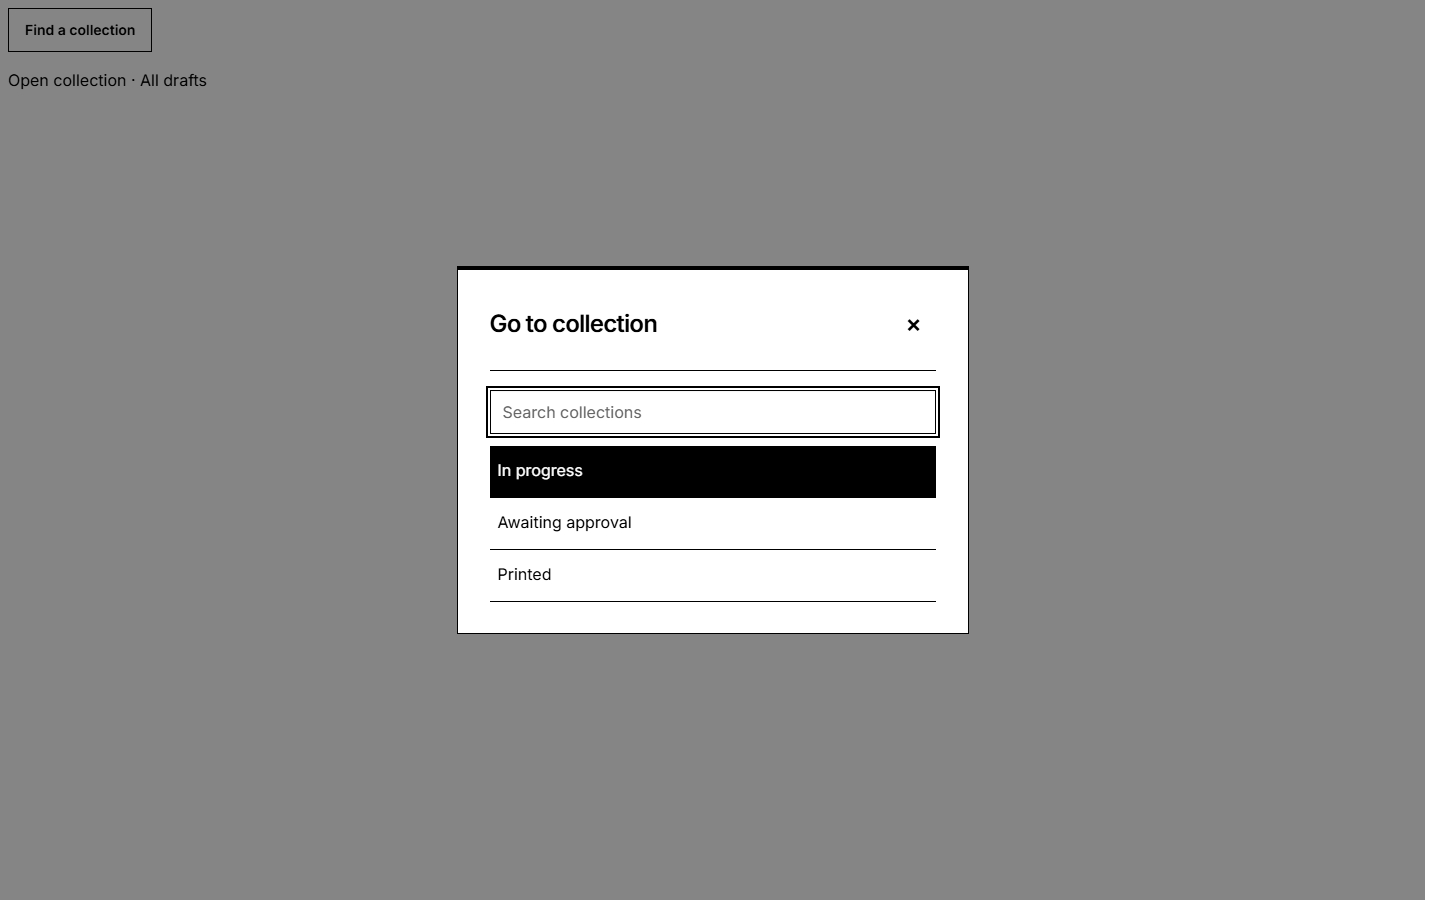 Find a collection
Open collection · All drafts
Go to collection
×
Search collections
In progress
Awaiting approval
Printed